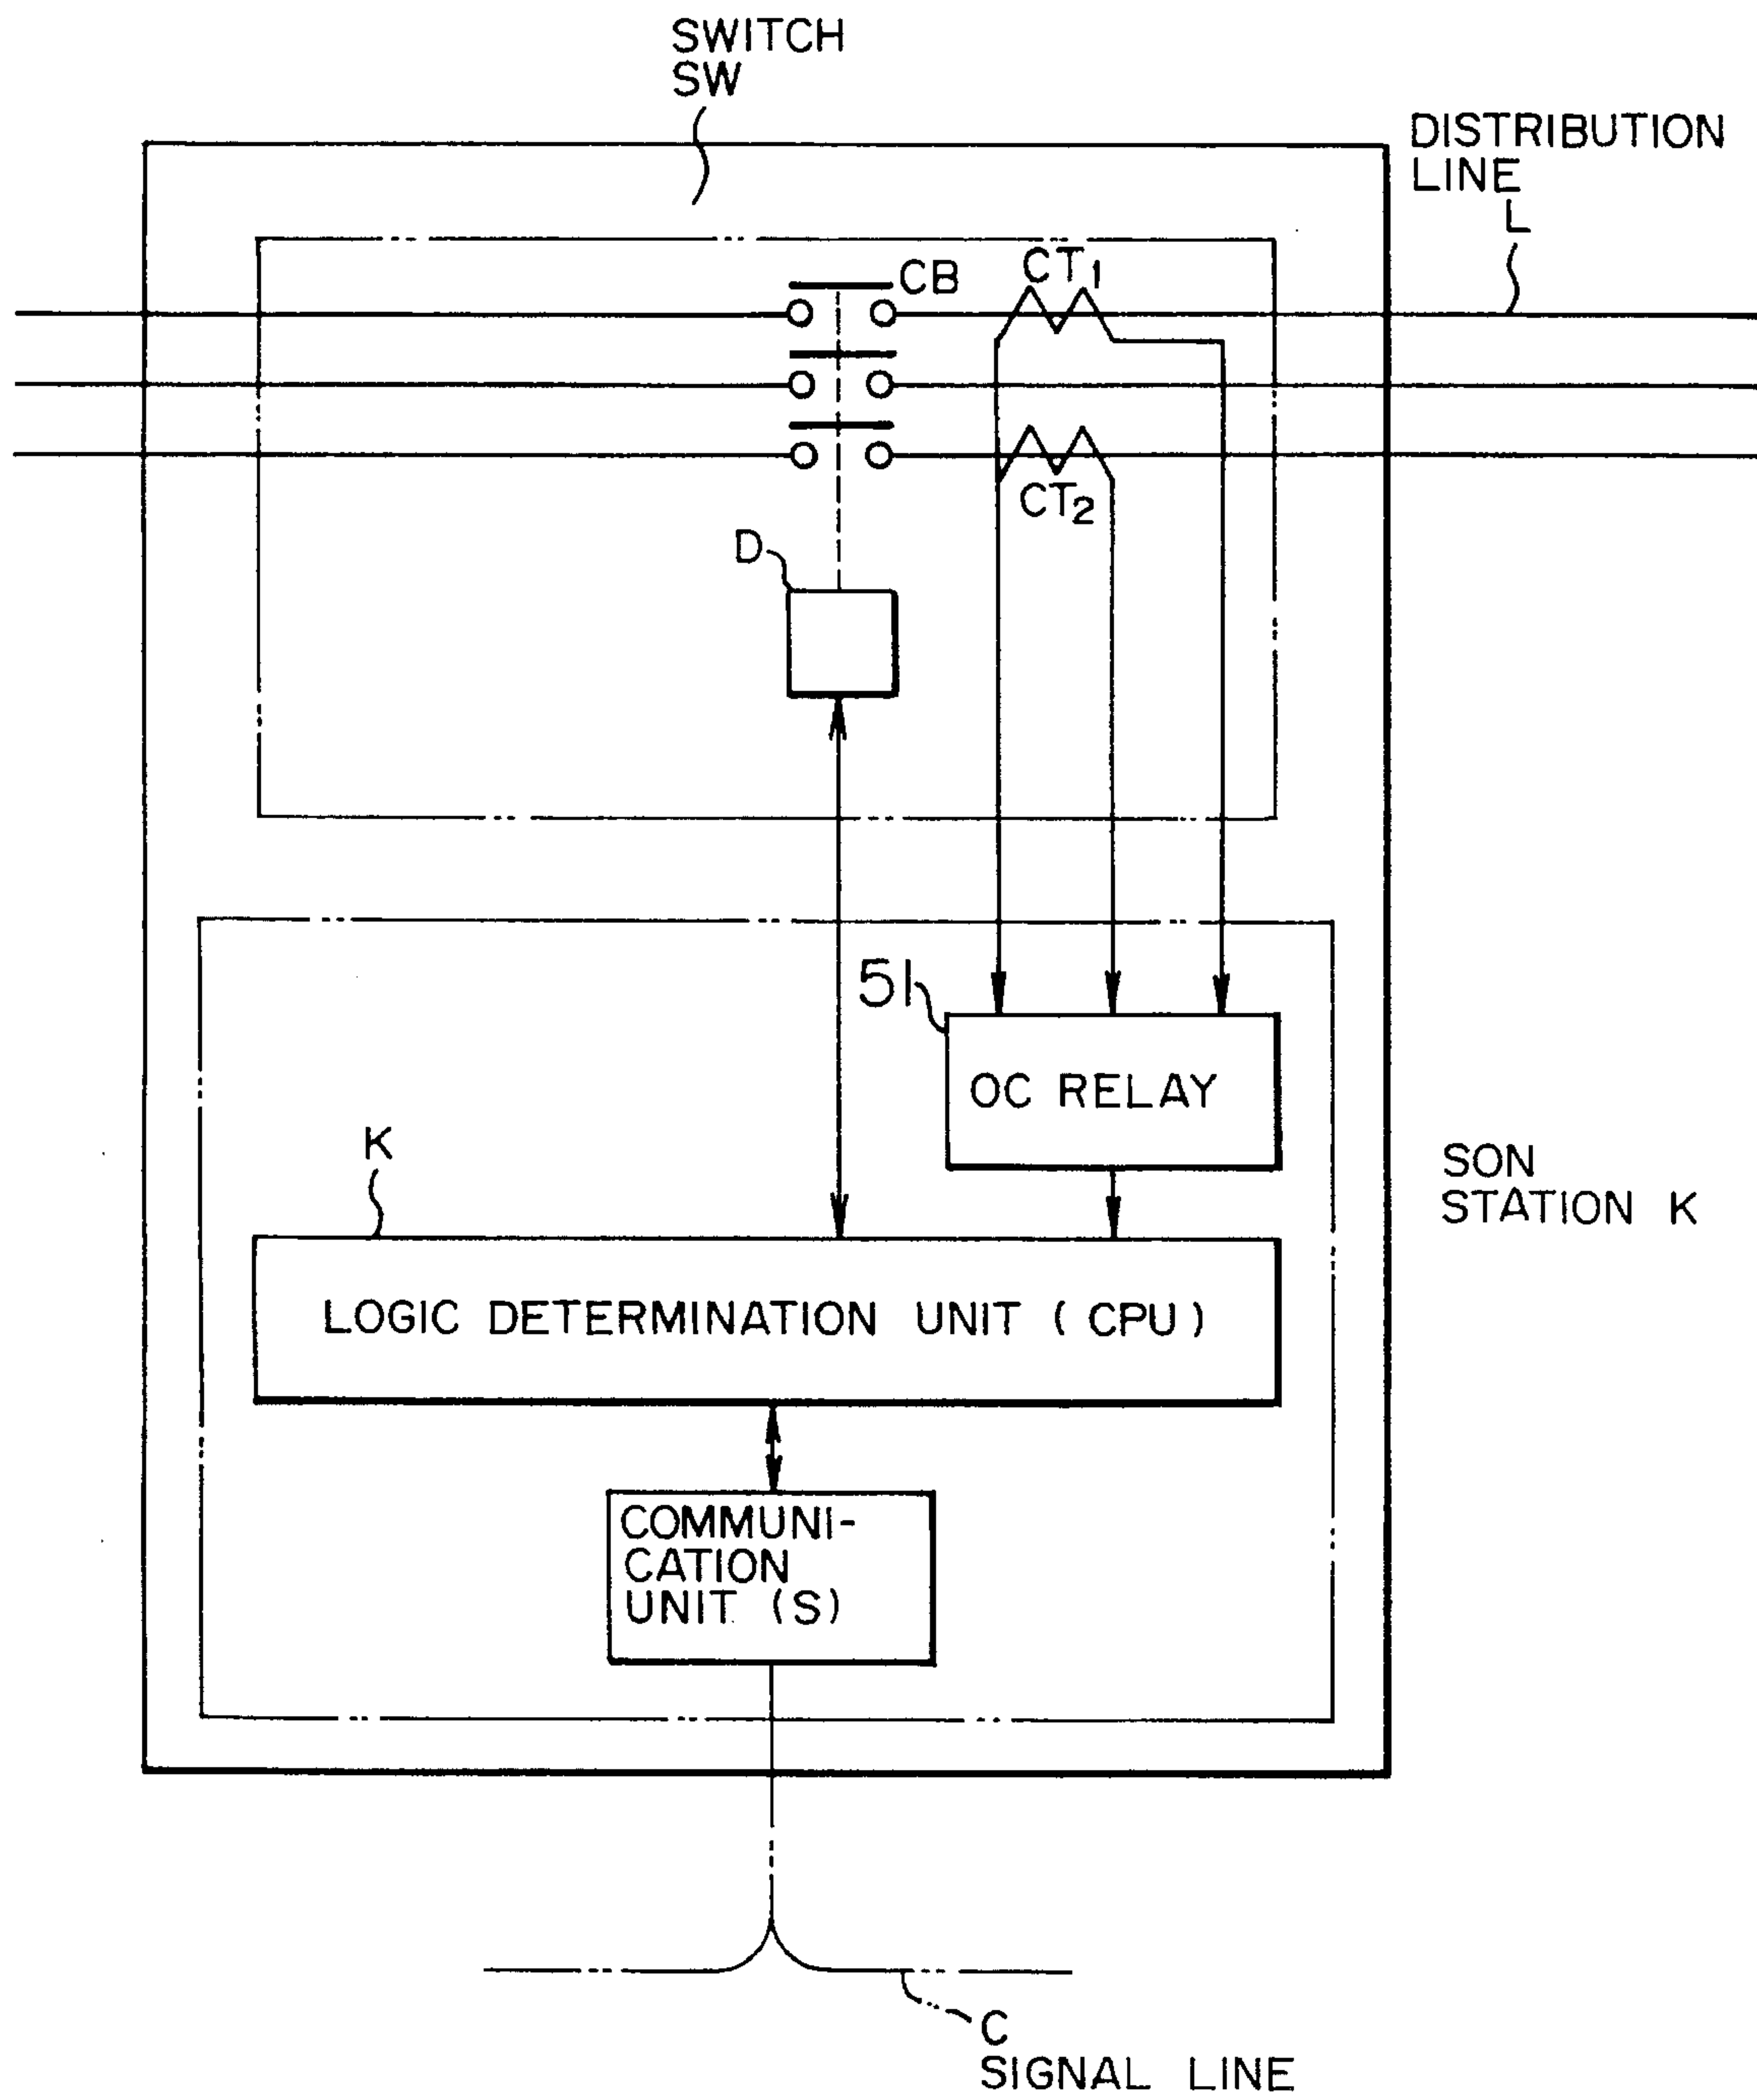 SWITCH
SW
DISTRIBUTION
LINE
L
CB
CT1
CT2
D
51
OC RELAY
K
SON
STATION K
LOGIC DETERMINATION UNIT (CPU)
COMMUNI-
CATION
UNIT (S)
C
SIGNAL LINE